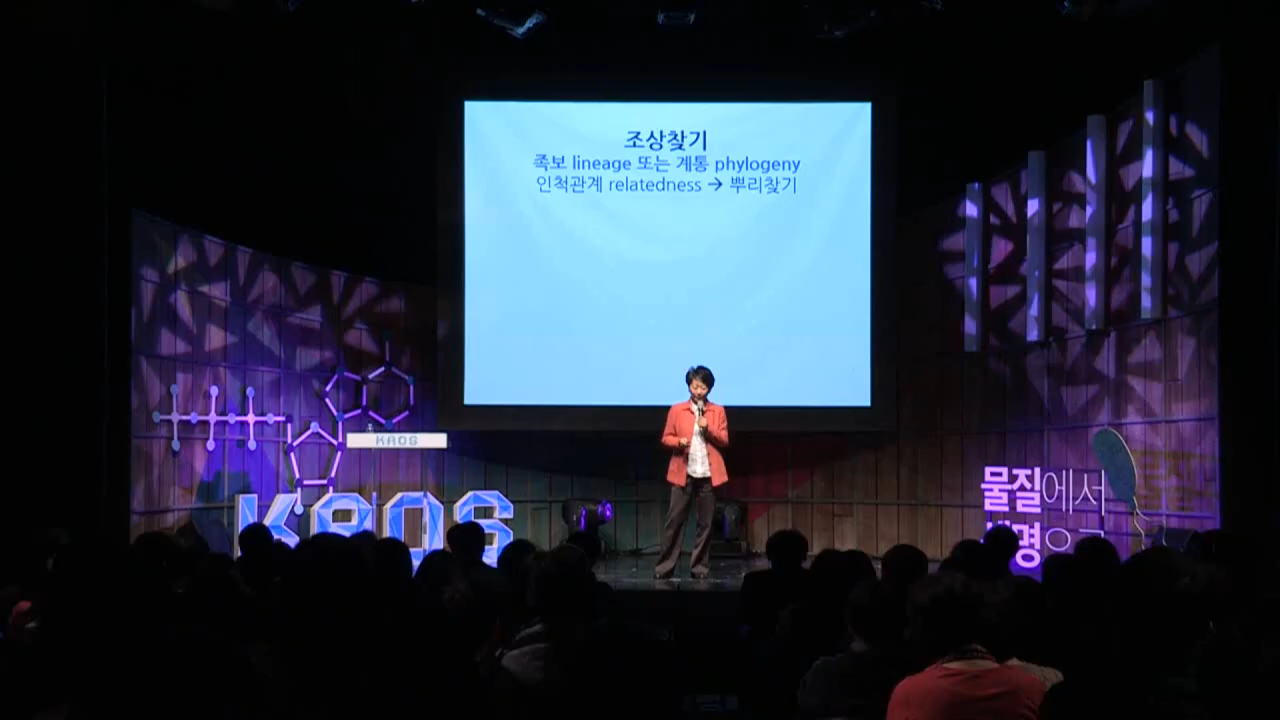 조상찾기
족보 lineage 또는 계통 phylogeny
인척관계 relatedness → 뿌리찾기
KAOS
KAOS
물질에서